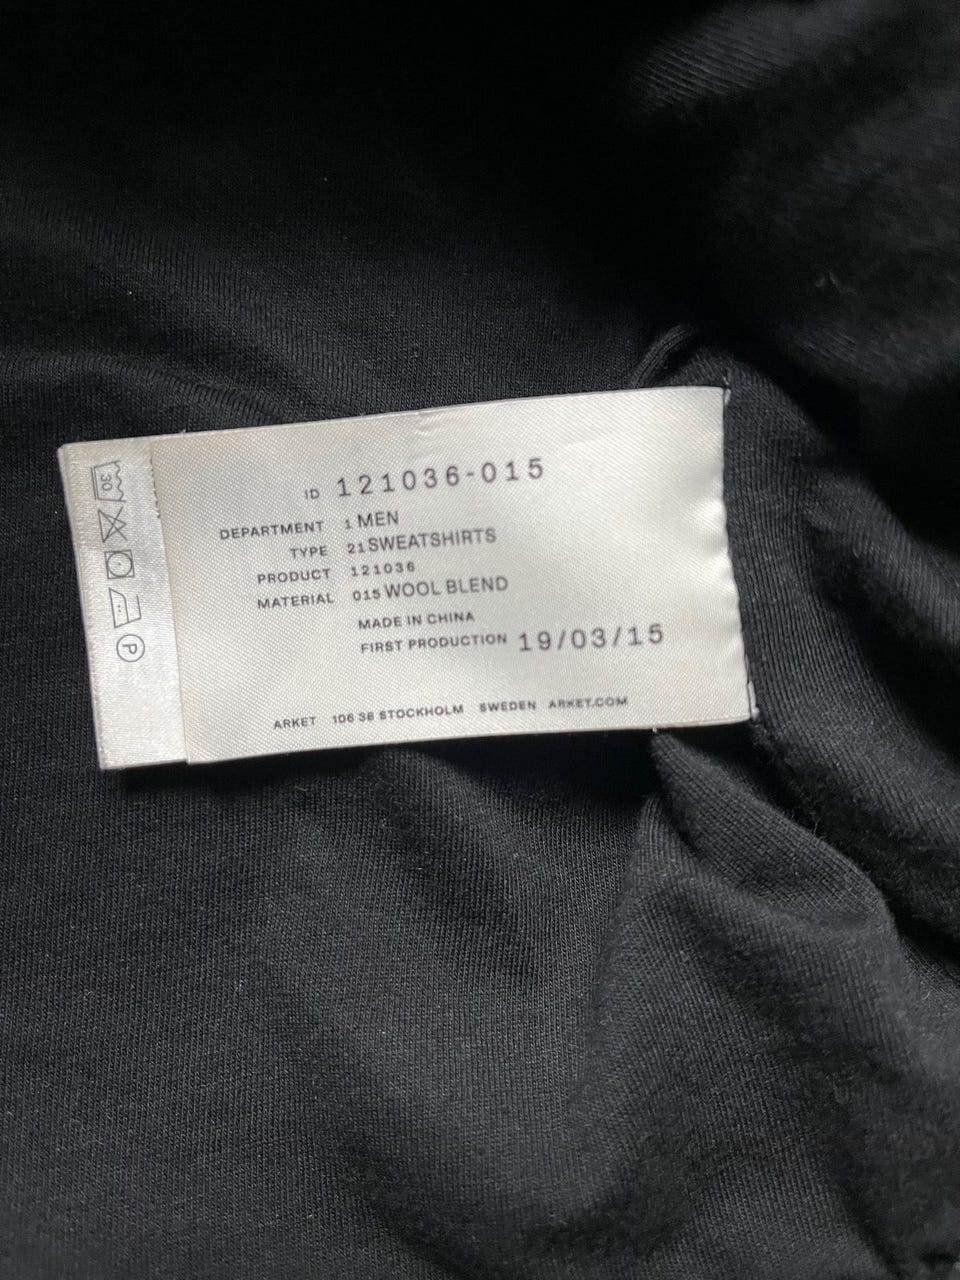 ID 121036-015
DEPARTMENT 1 MEN
TYPE 21 SWEATSHIRTS
PRODUCT 121036
MATERIAL 015 WOOL BLEND
MADE IN CHINA
FIRST PRODUCTION 19/03/15
ARKET 106 38 STOCKHOLM SWEDEN ARKET.COM
30
P